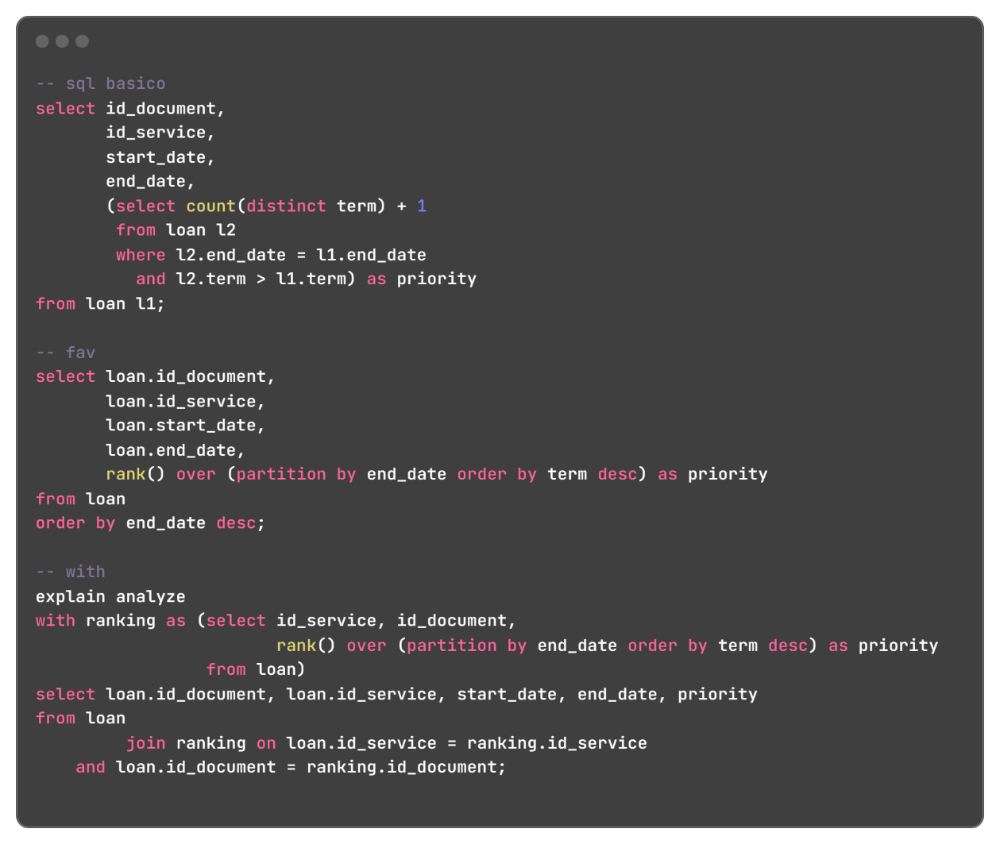 -- sql basico
select id_document,
       id_service,
       start_date,
       end_date,
       (select count(distinct term) + 1
        from loan l2
        where l2.end_date = l1.end_date
          and l2.term > l1.term) as priority
from loan l1;

-- fav
select loan.id_document,
       loan.id_service,
       loan.start_date,
       loan.end_date,
       rank() over (partition by end_date order by term desc) as priority
from loan
order by end_date desc;

-- with
explain analyze
with ranking as (select id_service, id_document,
                        rank() over (partition by end_date order by term desc) as priority
                 from loan)
select loan.id_document, loan.id_service, start_date, end_date, priority
from loan
         join ranking on loan.id_service = ranking.id_service
    and loan.id_document = ranking.id_document;